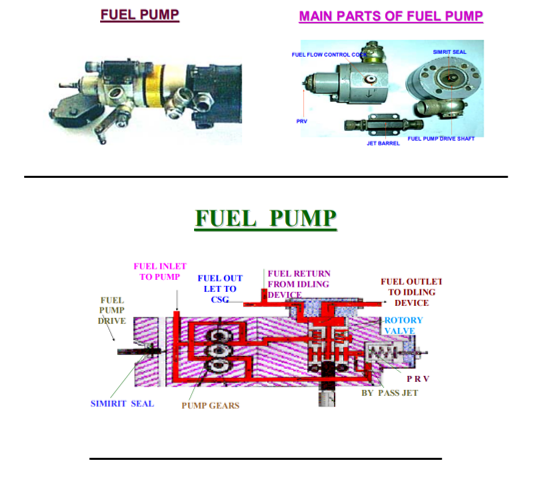 FUEL PUMP
MAIN PARTS OF FUEL PUMP
FUEL FLOW CONTROL COCK
SIMRIT SEAL
PRV
JET BARREL
FUEL PUMP DRIVE SHAFT
FUEL PUMP
FUEL INLET
TO PUMP
FUEL OUT
LET TO
CSG
FUEL RETURN
FROM IDLING
DEVICE
FUEL OUTLET
TO IDLING
DEVICE
FUEL
PUMP
DRIVE
ROTORY
VALVE
P R V
BY PASS JET
SIMIRIT SEAL
PUMP GEARS